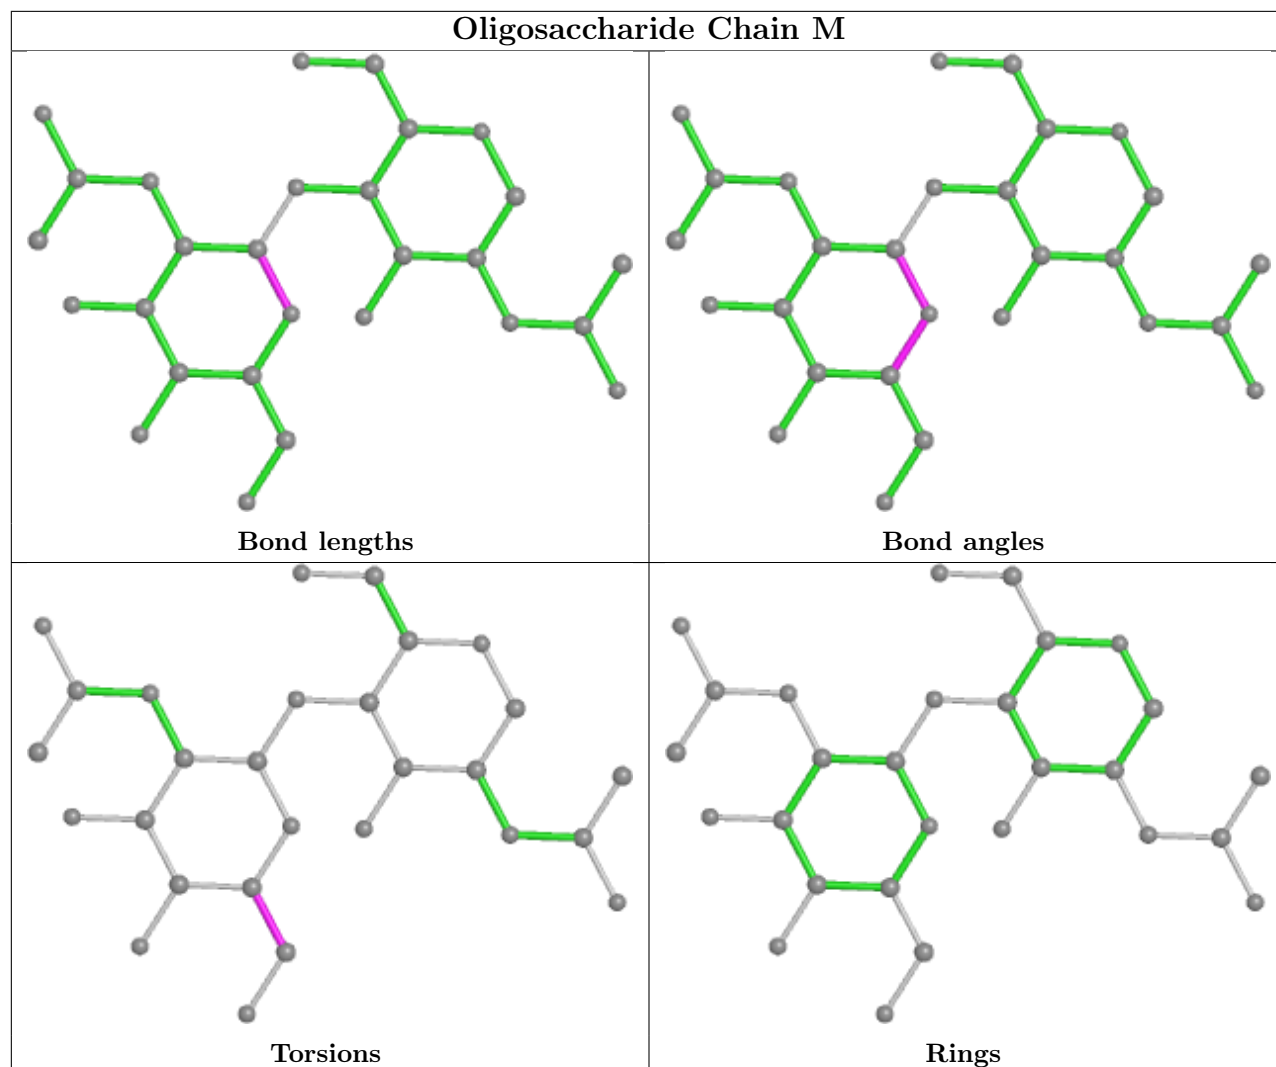 Oligosaccharide Chain M
Bond lengths
Bond angles
Torsions
Rings